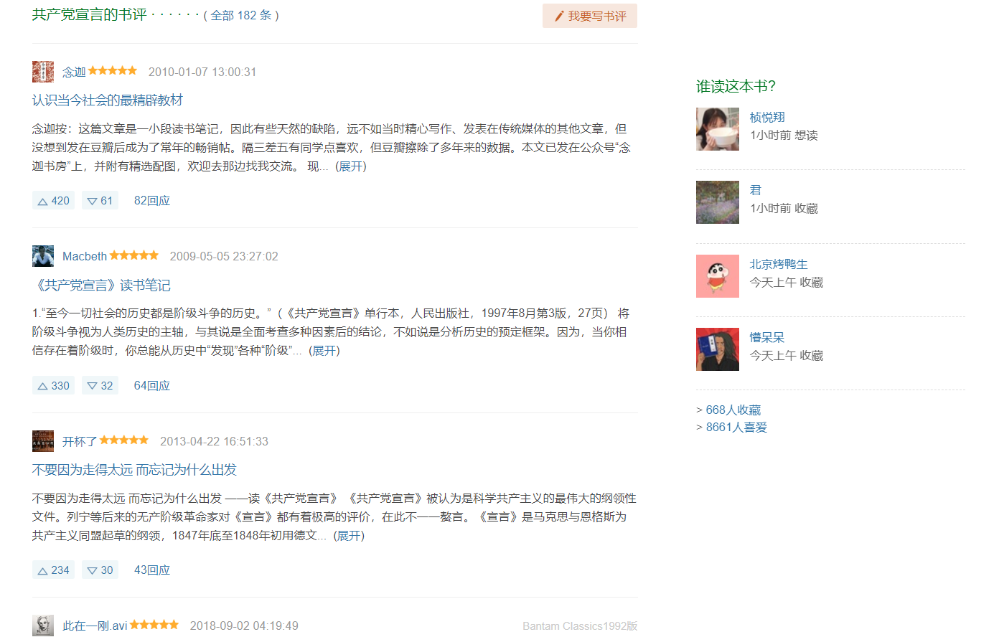 共产党宣言的书评 · · · · · · ( 全部 182 条 )
我要写书评
念迦 2010-01-07 13:00:31
认识当今社会的最精辟教材
念迦按：这篇文章是一小段读书笔记，因此有些天然的缺陷，远不如当时精心写作、发表在传统媒体的其他文章，但
没想到发在豆瓣后成为了常年的畅销帖。隔三差五有同学点喜欢，但豆瓣擦除了多年来的数据。本文已发在公众号“念
迦书房”上，并附有精选配图，欢迎去那边找我交流。 现... (展开)
420 61 82回应
Macbeth 2009-05-05 23:27:02
《共产党宣言》读书笔记
1.“至今一切社会的历史都是阶级斗争的历史。”（《共产党宣言》单行本，人民出版社，1997年8月第3版，27页） 将
阶级斗争视为人类历史的主轴，与其说是全面考查多种因素后的结论，不如说是分析历史的预定框架。因为，当你相
信存在着阶级时，你总能从历史中“发现”各种“阶级”... (展开)
330 32 64回应
开杯了 2013-04-22 16:51:33
不要因为走得太远 而忘记为什么出发
不要因为走得太远 而忘记为什么出发 ——读《共产党宣言》 《共产党宣言》被认为是科学共产主义的最伟大的纲领性
文件。列宁等后来的无产阶级革命家对《宣言》都有着极高的评价，在此不一一赘言。《宣言》是马克思与恩格斯为
共产主义同盟起草的纲领，1847年底至1848年初用德文... (展开)
234 30 43回应
此在一刚.avi 2018-09-02 04:19:49 Bantam Classics1992版
谁读这本书?
桢悦翔
1小时前 想读
君
1小时前 收藏
北京烤鸭生
今天上午 收藏
懵呆呆
今天上午 收藏
> 668人收藏
> 8661人喜爱